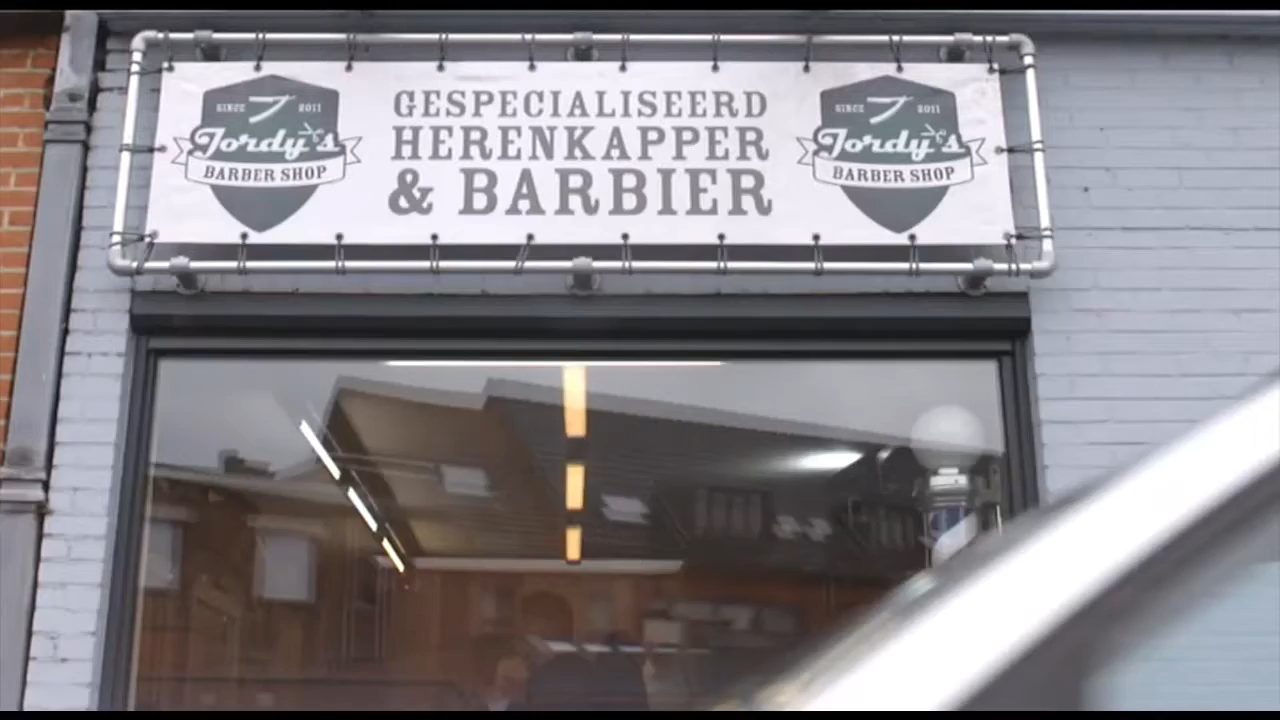 SINCE 2011
Jordy's
BARBER SHOP
GESPECIALISEERD
HERENKAPPER
& BARBIER
SINCE 2011
Jordy's
BARBER SHOP